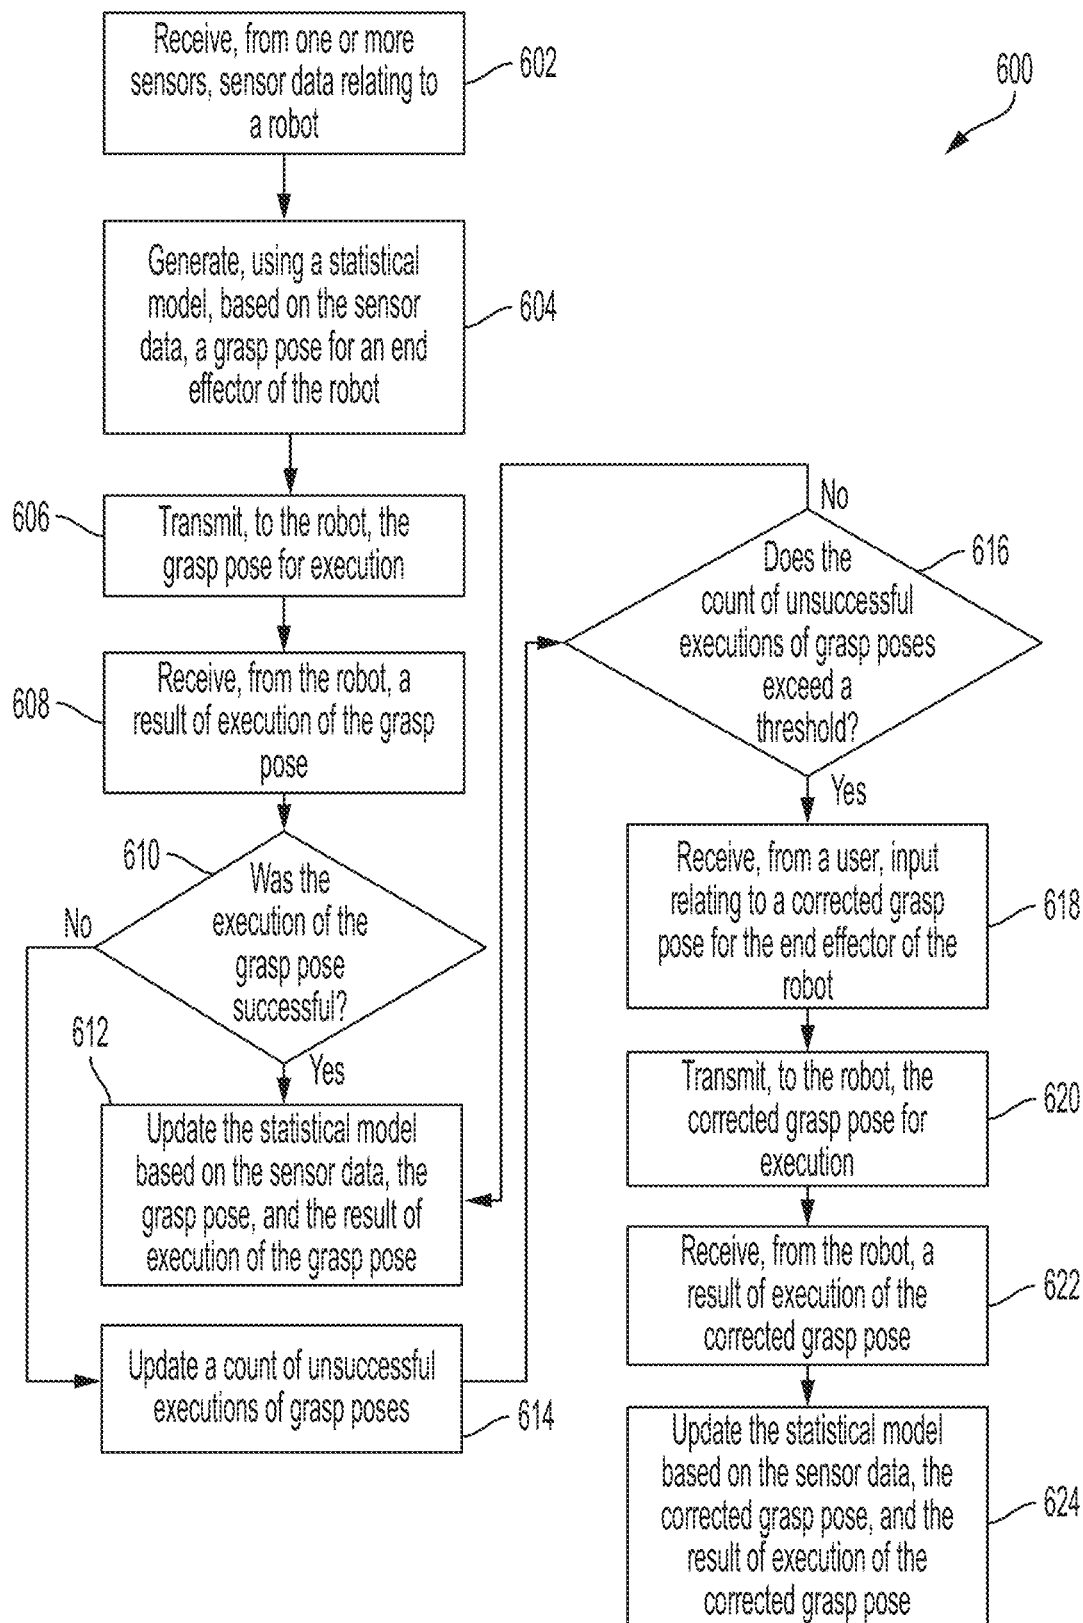 Receive, from one or more
sensors, sensor data relating to
a robot
602
600
Generate, using a statistical
model, based on the sensor
data, a grasp pose for an end
effector of the robot
604
606
Transmit, to the robot, the
grasp pose for execution
608
Receive, from the robot, a
result of execution of the grasp
pose
610
Was the
execution of the
grasp pose
successful?
No
Yes
612
Update the statistical model
based on the sensor data, the
grasp pose, and the result of
execution of the grasp pose
Update a count of unsuccessful
executions of grasp poses
614
No
616
Does the
count of unsuccessful
executions of grasp poses
exceed a
threshold?
Yes
Receive, from a user, input
relating to a corrected grasp
pose for the end effector of the
robot
618
Transmit, to the robot, the
corrected grasp pose for
execution
620
Receive, from the robot, a
result of execution of the
corrected grasp pose
622
Update the statistical model
based on the sensor data, the
corrected grasp pose, and the
result of execution of the
corrected grasp pose
624